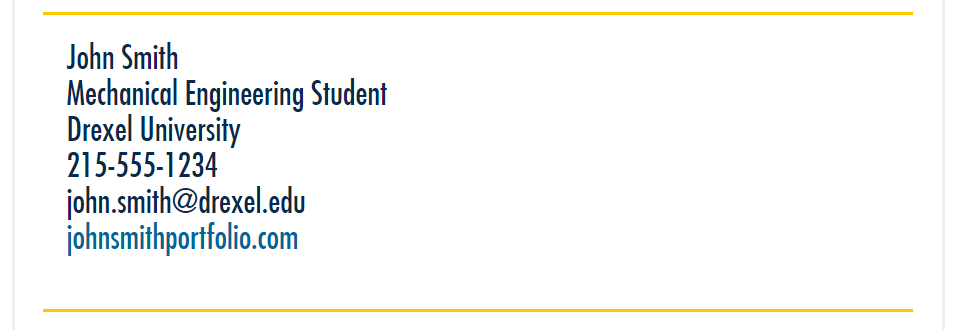 John Smith
Mechanical Engineering Student
Drexel University
215-555-1234
john.smith@drexel.edu
johnsmithportfolio.com